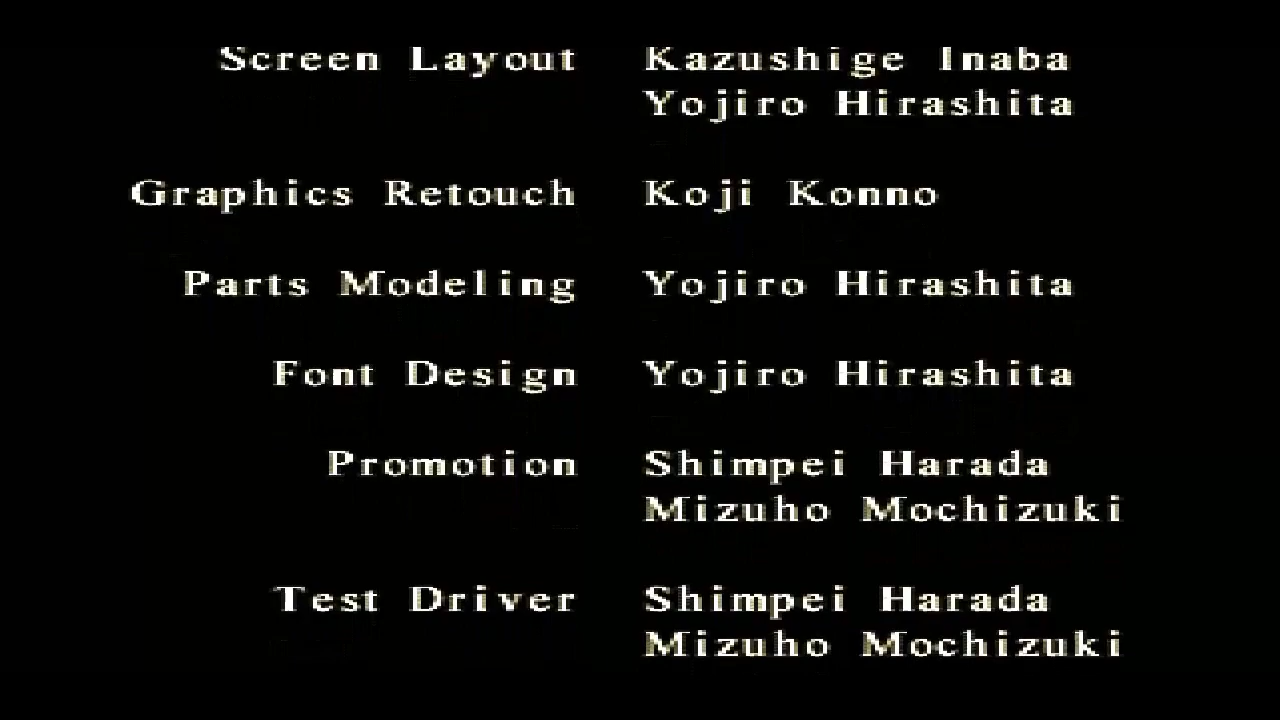 Screen Layout Kazushige Inaba
Yojiro Hirashita
Graphics Retouch Koji Konno
Parts Modeling Yojiro Hirashita
Font Design Yojiro Hirashita
Promotion Shimpei Harada
Mizuho Mochizuki
Test Driver Shimpei Harada
Mizuho Mochizuki